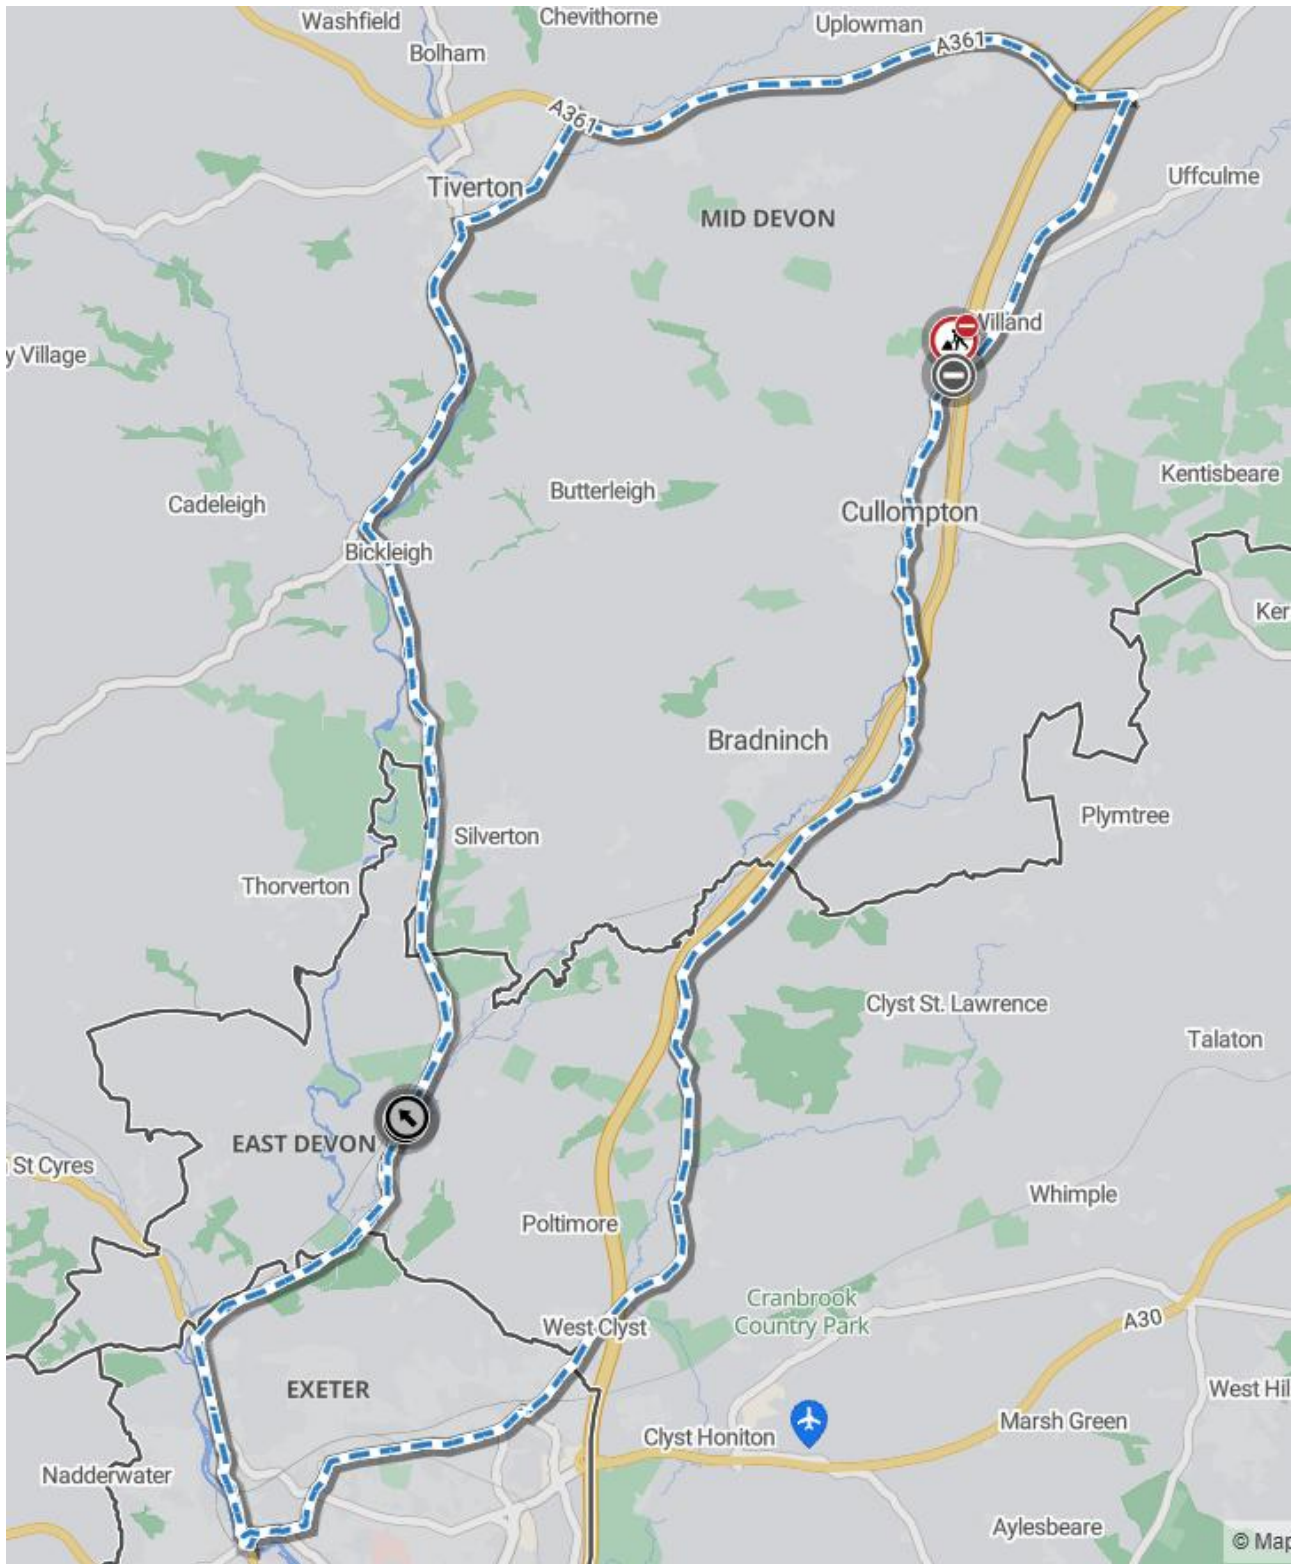 Washfield
Chevithorne
Uplowman
Bolham
A361
A361
Tiverton
Uffculme
MID DEVON
Willand
y Village
Kentisbeare
Cadeleigh
Butterleigh
Cullompton
Bickleigh
Ker
Bradninch
Plymtree
Silverton
Thorverton
Clyst St. Lawrence
Talaton
EAST DEVON
St Cyres
Whimple
Poltimore
Cranbrook
Country Park
West Clyst
A30
EXETER
West Hil
Marsh Green
Clyst Honiton
Nadderwater
Aylesbeare
© Map